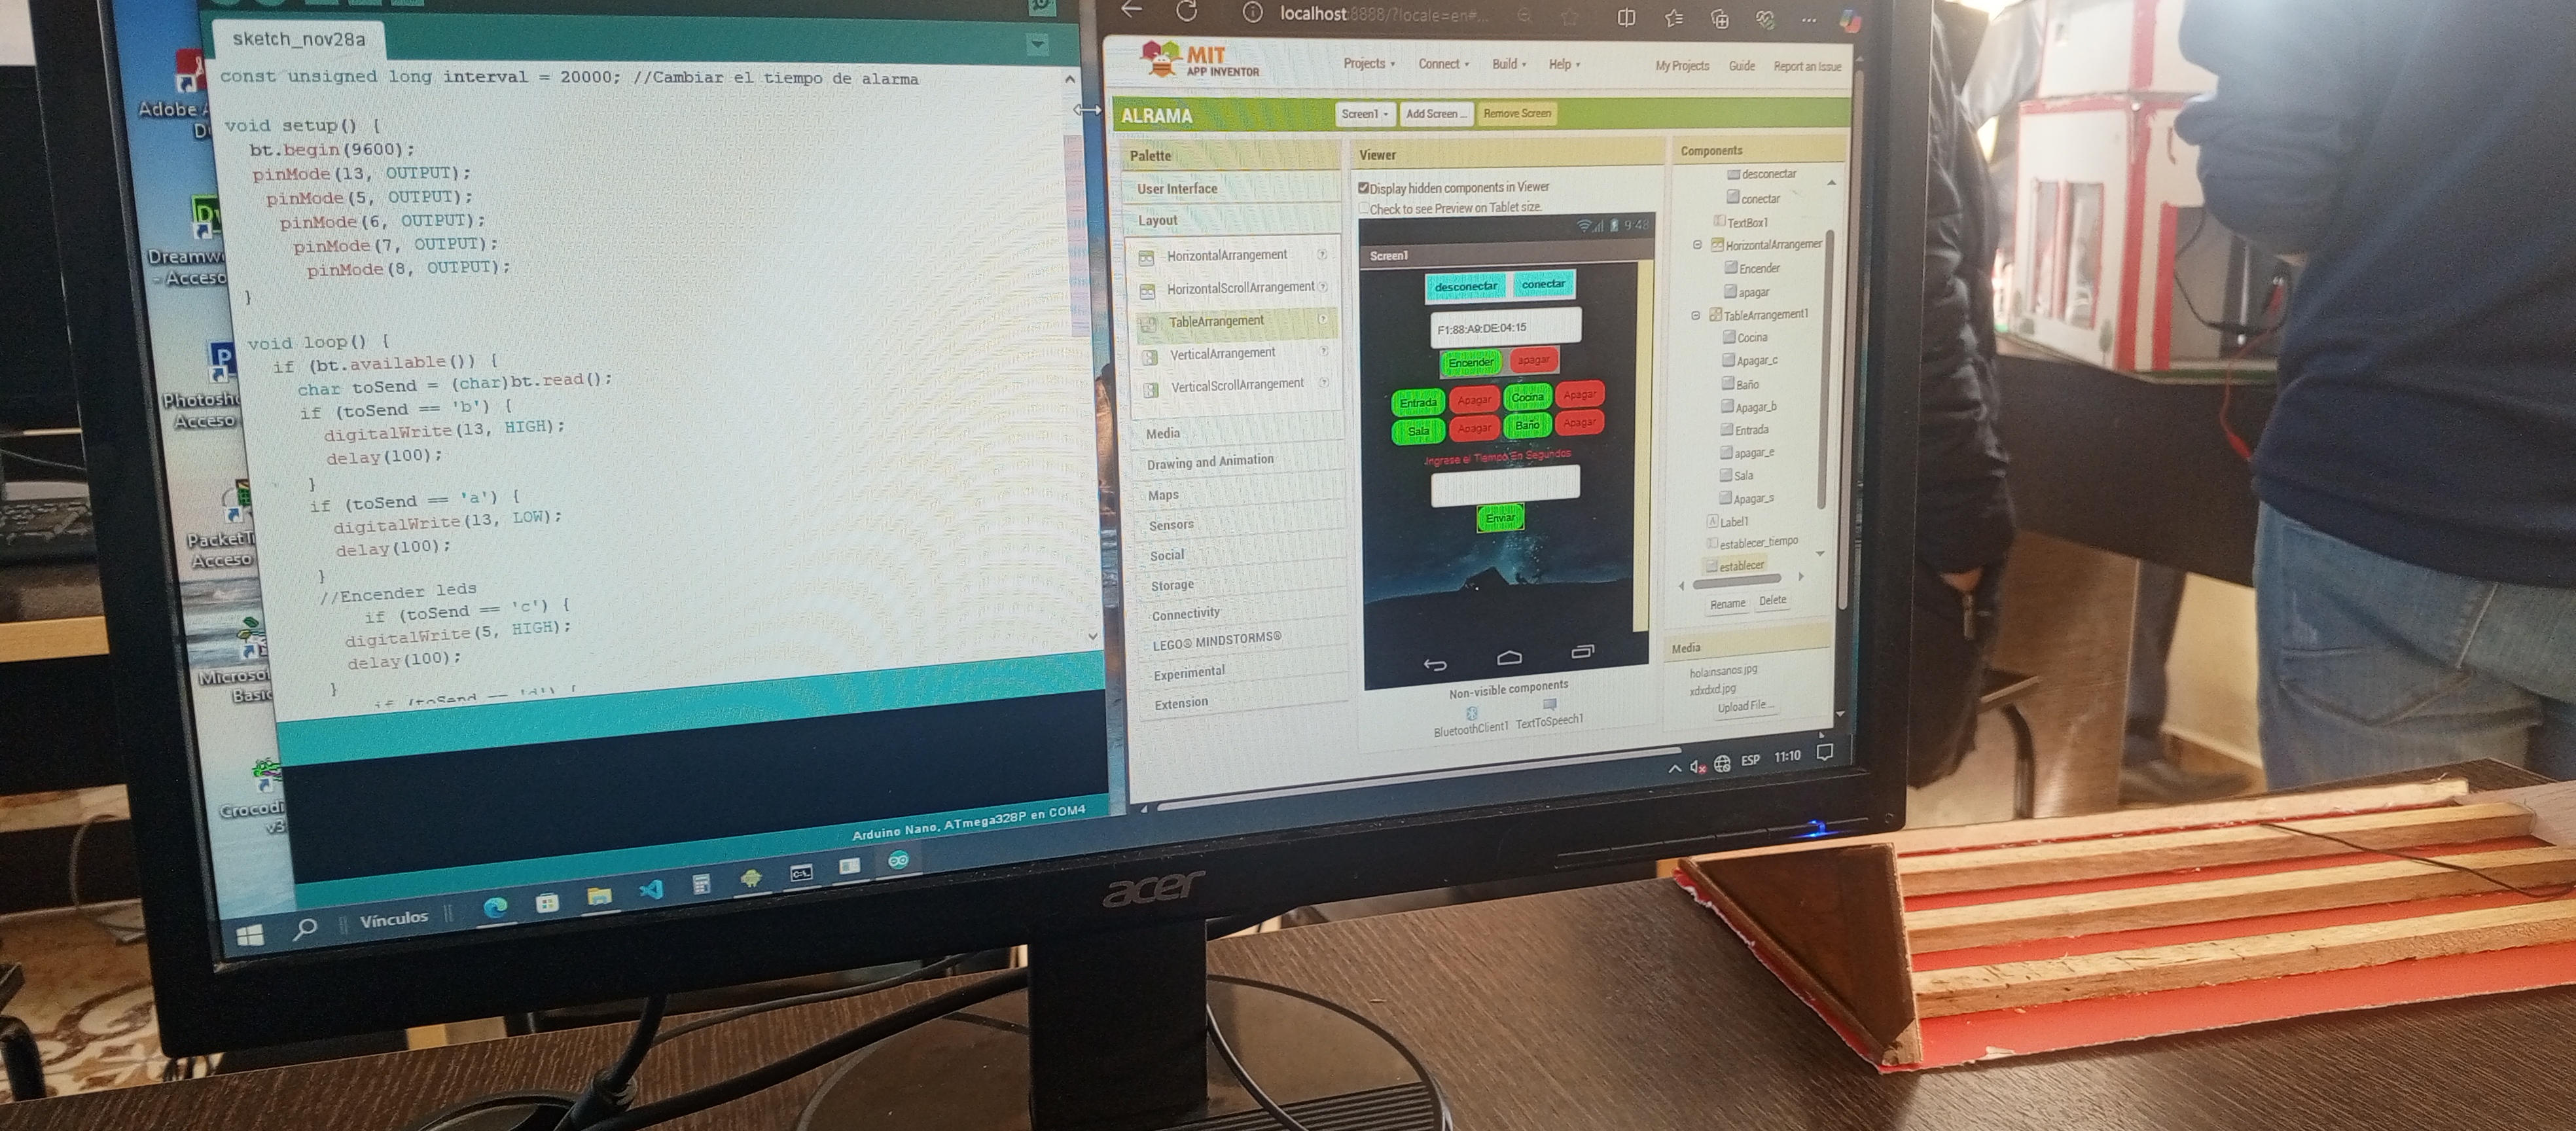 sketch_nov28a
const unsigned long interval = 20000; //Cambiar el tiempo de alarma
void setup() {
bt.begin(9600);
pinMode(13, OUTPUT);
pinMode(5, OUTPUT);
pinMode(6, OUTPUT);
pinMode(7, OUTPUT);
pinMode(8, OUTPUT);
}
void loop() {
if (bt.available()) {
char toSend = (char)bt.read();
if (toSend == 'b') {
digitalWrite(13, HIGH);
delay(100);
}
if (toSend == 'a') {
digitalWrite(13, LOW);
delay(100);
}
//Encender leds
if (toSend == 'c') {
digitalWrite(5, HIGH);
delay(100);
}
Arduino Nano, ATmega328P en COM4
Adobe
Dreamw
- Acceso
Photosh
Acceso
PacketT
Acceso
Microsof
Basic
Crocodi
v3
Vínculos
localhost:8888/?locale=en#...
MIT
APP INVENTOR
Projects
Connect
Build
Help
My Projects
Guide
Report an Issue
ALRAMA
Screen1
Add Screen ...
Remove Screen
Palette
User Interface
Layout
HorizontalArrangement
HorizontalScrollArrangement
TableArrangement
VerticalArrangement
VerticalScrollArrangement
Media
Drawing and Animation
Maps
Sensors
Social
Storage
Connectivity
LEGO® MINDSTORMS®
Experimental
Extension
Viewer
Display hidden components in Viewer
Check to see Preview on Tablet size.
9:48
Screen1
desconectar conectar
F1:88:A9:DE:04:15
Encender apagar
Entrada Apagar Cocina Apagar
Sala Apagar Baño Apagar
Ingrese el Tiempo En Segundos
Enviar
Non-visible components
BluetoothClient1 TextToSpeech1
Components
desconectar
conectar
TextBox1
HorizontalArrangemer
Encender
apagar
TableArrangement1
Cocina
Apagar_c
Baño
Apagar_b
Entrada
apagar_e
Sala
Apagar_s
Label1
establecer_tiempo
establecer
Rename Delete
Media
holainsanos.jpg
xdxdxd.jpg
Upload File ...
ESP 11:10
acer